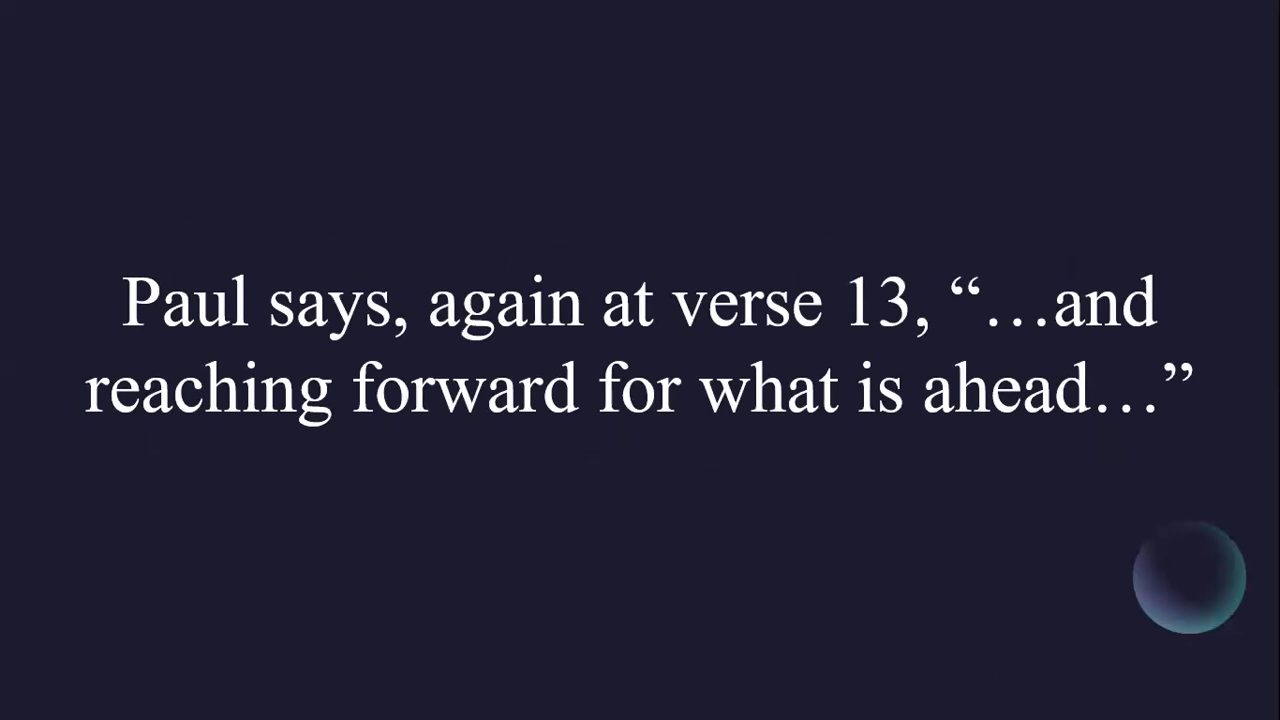 Paul says, again at verse 13, “…and
reaching forward for what is ahead…”